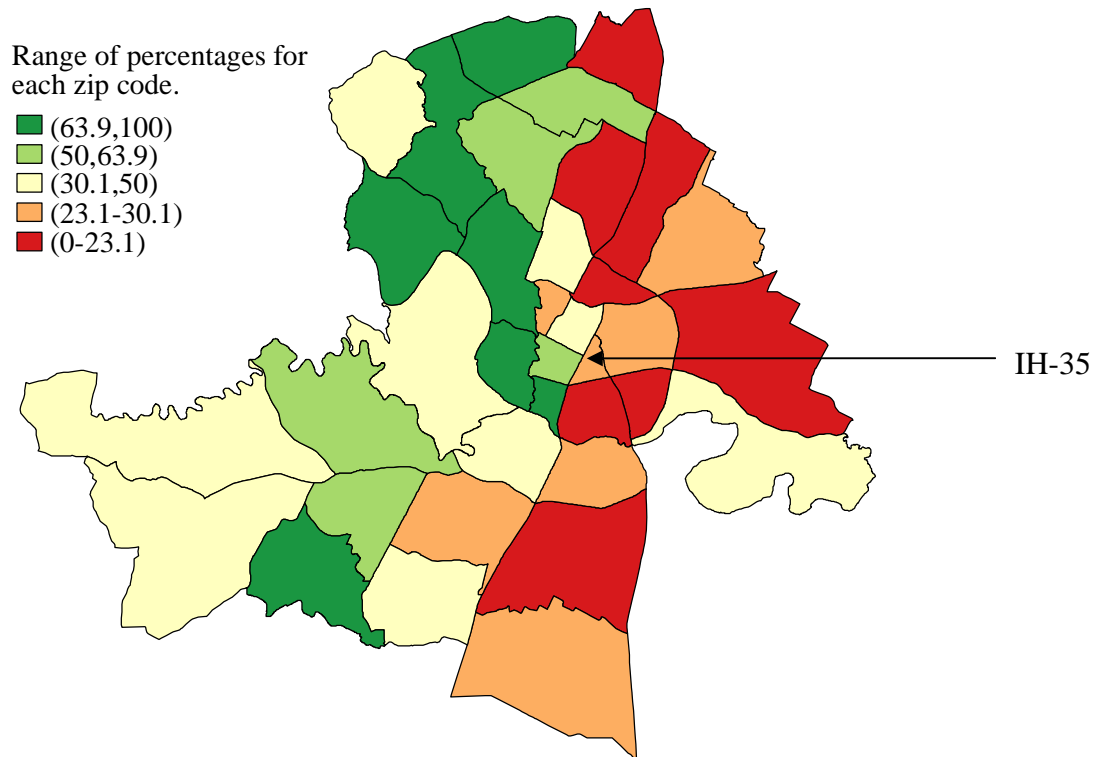 Range of percentages for
each zip code.
(63.9,100)
(50,63.9)
(30.1,50)
(23.1-30.1)
(0-23.1)
IH-35